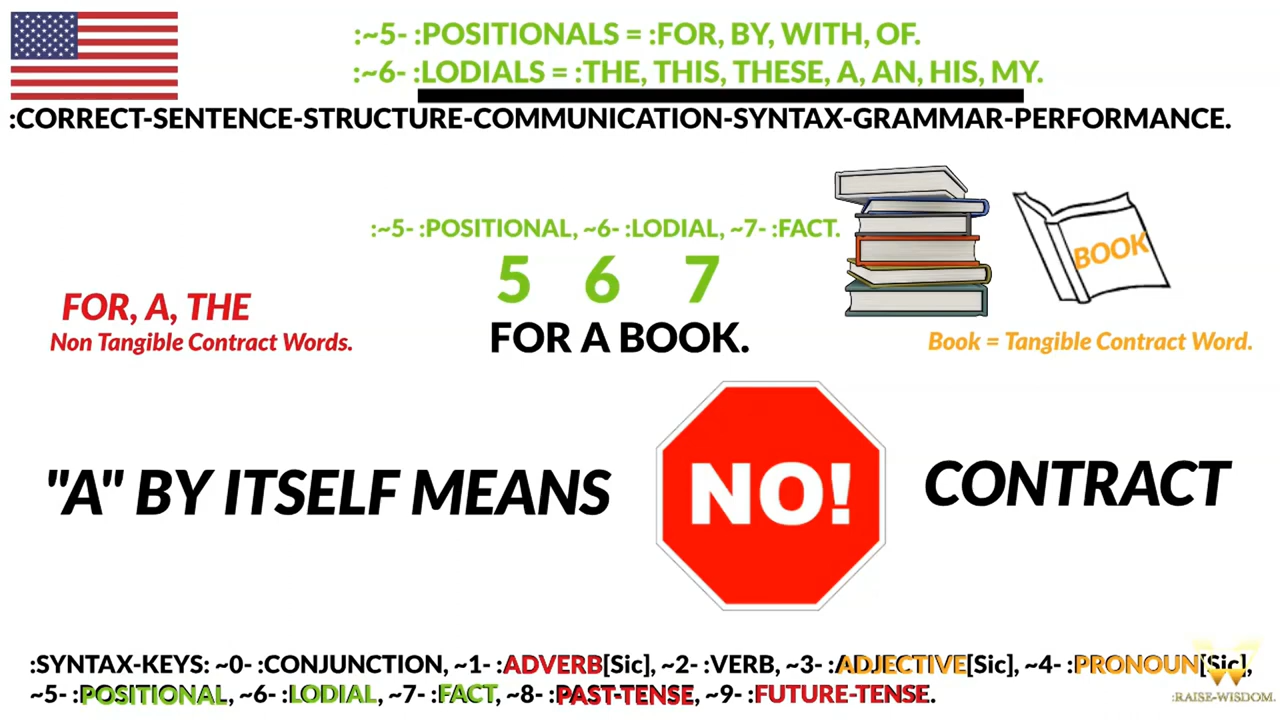 :~5- :POSITIONALS = :FOR, BY, WITH, OF.
:~6- :LODIALS = :THE, THIS, THESE, A, AN, HIS, MY.
:CORRECT-SENTENCE-STRUCTURE-COMMUNICATION-SYNTAX-GRAMMAR-PERFORMANCE.
:~5- :POSITIONAL, ~6- :LODIAL, ~7- :FACT.
5 6 7
FOR A BOOK.
FOR, A, THE
Non Tangible Contract Words.
BOOK
Book = Tangible Contract Word.
"A" BY ITSELF MEANS
NO!
CONTRACT
:SYNTAX-KEYS: ~0- :CONJUNCTION, ~1- :ADVERB[Sic], ~2- :VERB, ~3- :ADJECTIVE[Sic], ~4- :PRONOUN[Sic],
~5- :POSITIONAL, ~6- :LODIAL, ~7- :FACT, ~8- :PAST-TENSE, ~9- :FUTURE-TENSE.
:RAISE-WISDOM.